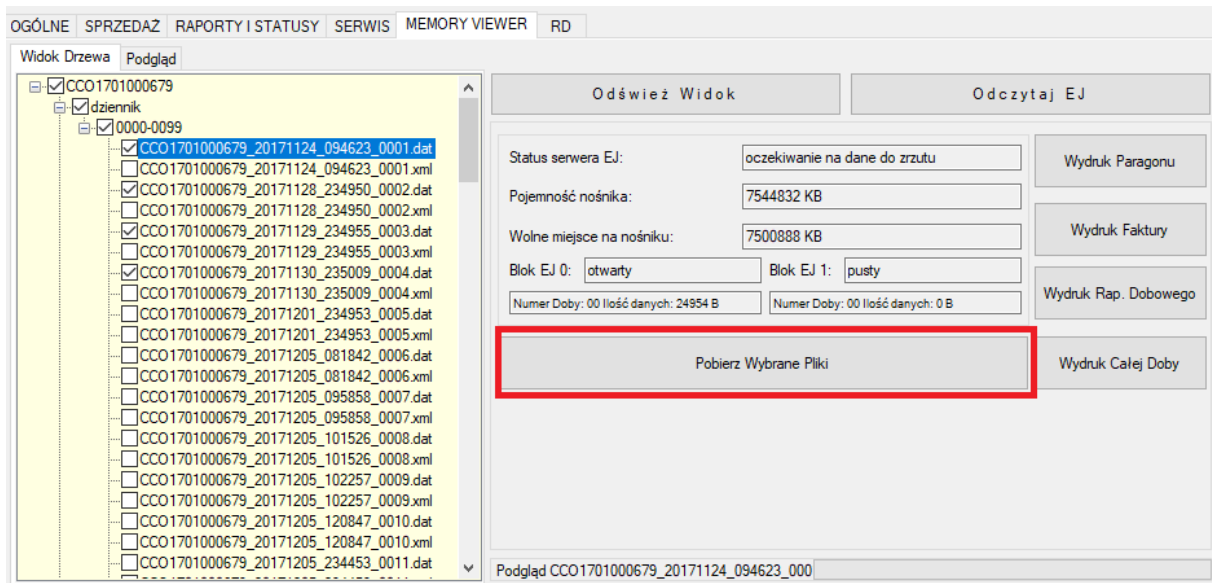 OGÓLNE SPRZEDAŻ RAPORTY I STATUSY SERWIS MEMORY VIEWER RD
Widok Drzewa Podgląd
CCO1701000679
dziennik
0000-0099
CCO1701000679_20171124_094623_0001.dat
CCO1701000679_20171124_094623_0001.xml
CCO1701000679_20171128_234950_0002.dat
CCO1701000679_20171128_234950_0002.xml
CCO1701000679_20171129_234955_0003.dat
CCO1701000679_20171129_234955_0003.xml
CCO1701000679_20171130_235009_0004.dat
CCO1701000679_20171130_235009_0004.xml
CCO1701000679_20171201_234953_0005.dat
CCO1701000679_20171201_234953_0005.xml
CCO1701000679_20171205_081842_0006.dat
CCO1701000679_20171205_081842_0006.xml
CCO1701000679_20171205_095858_0007.dat
CCO1701000679_20171205_095858_0007.xml
CCO1701000679_20171205_101526_0008.dat
CCO1701000679_20171205_101526_0008.xml
CCO1701000679_20171205_102257_0009.dat
CCO1701000679_20171205_102257_0009.xml
CCO1701000679_20171205_120847_0010.dat
CCO1701000679_20171205_120847_0010.xml
CCO1701000679_20171205_234453_0011.dat
Odśwież Widok Odczytaj EJ
Status serwera EJ: oczekiwanie na dane do zrzutu
Pojemność nośnika: 7544832 KB
Wolne miejsce na nośniku: 7500888 KB
Blok EJ 0: otwarty Blok EJ 1: pusty
Numer Doby: 00 Ilość danych: 24954 B Numer Doby: 00 Ilość danych: 0 B
Pobierz Wybrane Pliki
Wydruk Paragonu
Wydruk Faktury
Wydruk Rap. Dobowego
Wydruk Całej Doby
Podgląd CCO1701000679_20171124_094623_000